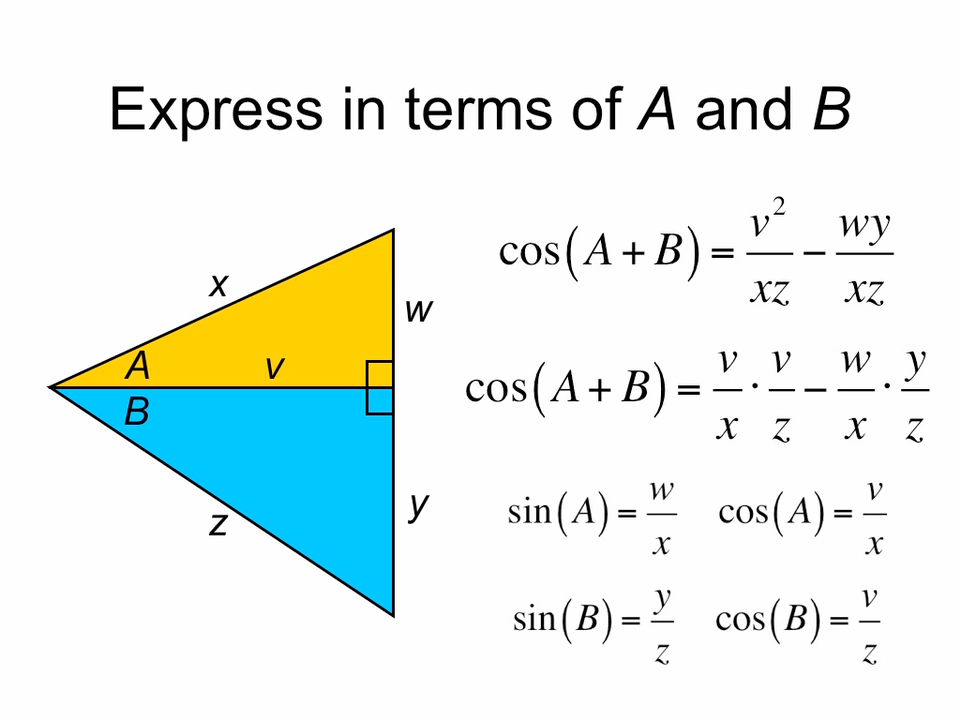 Express in terms of A and B
x
w
A
v
B
z
y
cos(A + B) = v²/xz − wy/xz
cos(A + B) = v/x · v/z − w/x · y/z
sin(A) = w/x cos(A) = v/x
sin(B) = y/z cos(B) = v/z